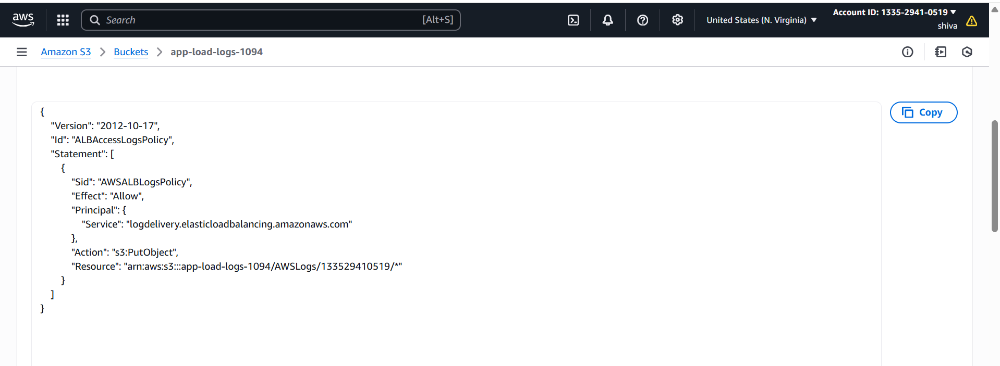 aws
Search [Alt+S]
United States (N. Virginia)
Account ID: 1335-2941-0519
shiva
Amazon S3 Buckets app-load-logs-1094
{
"Version": "2012-10-17",
"Id": "ALBAccessLogsPolicy",
"Statement": [
{
"Sid": "AWSALBLogsPolicy",
"Effect": "Allow",
"Principal": {
"Service": "logdelivery.elasticloadbalancing.amazonaws.com"
},
"Action": "s3:PutObject",
"Resource": "arn:aws:s3:::app-load-logs-1094/AWSLogs/133529410519/*"
}
]
}
Copy